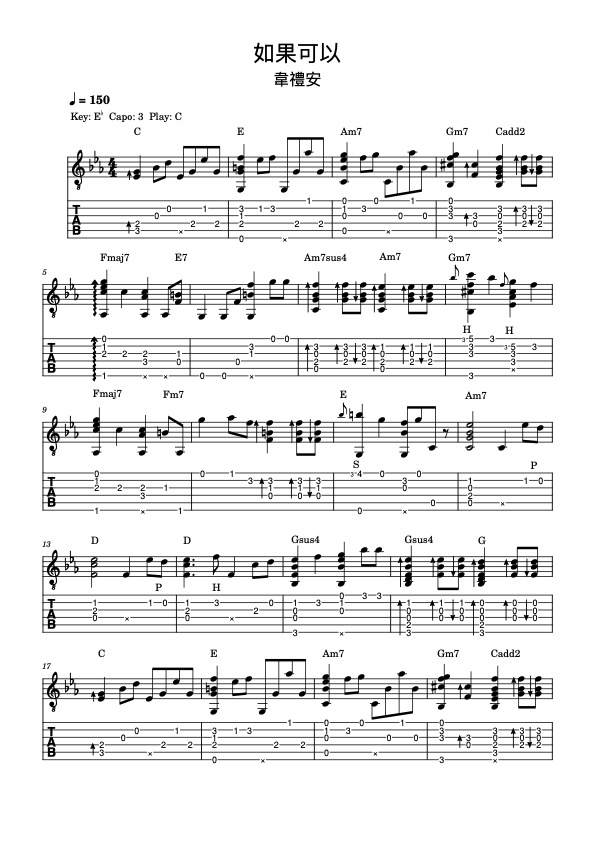 如果可以
韋禮安
♩ = 150
Key: E♭ Capo: 3 Play: C
C E Am7 Gm7 Cadd2
5 Fmaj7 E7 Am7sus4 Am7 Gm7
H H
9 Fmaj7 Fm7 E Am7
S P
13 D D Gsus4 Gsus4 G
P H
17 C E Am7 Gm7 Cadd2